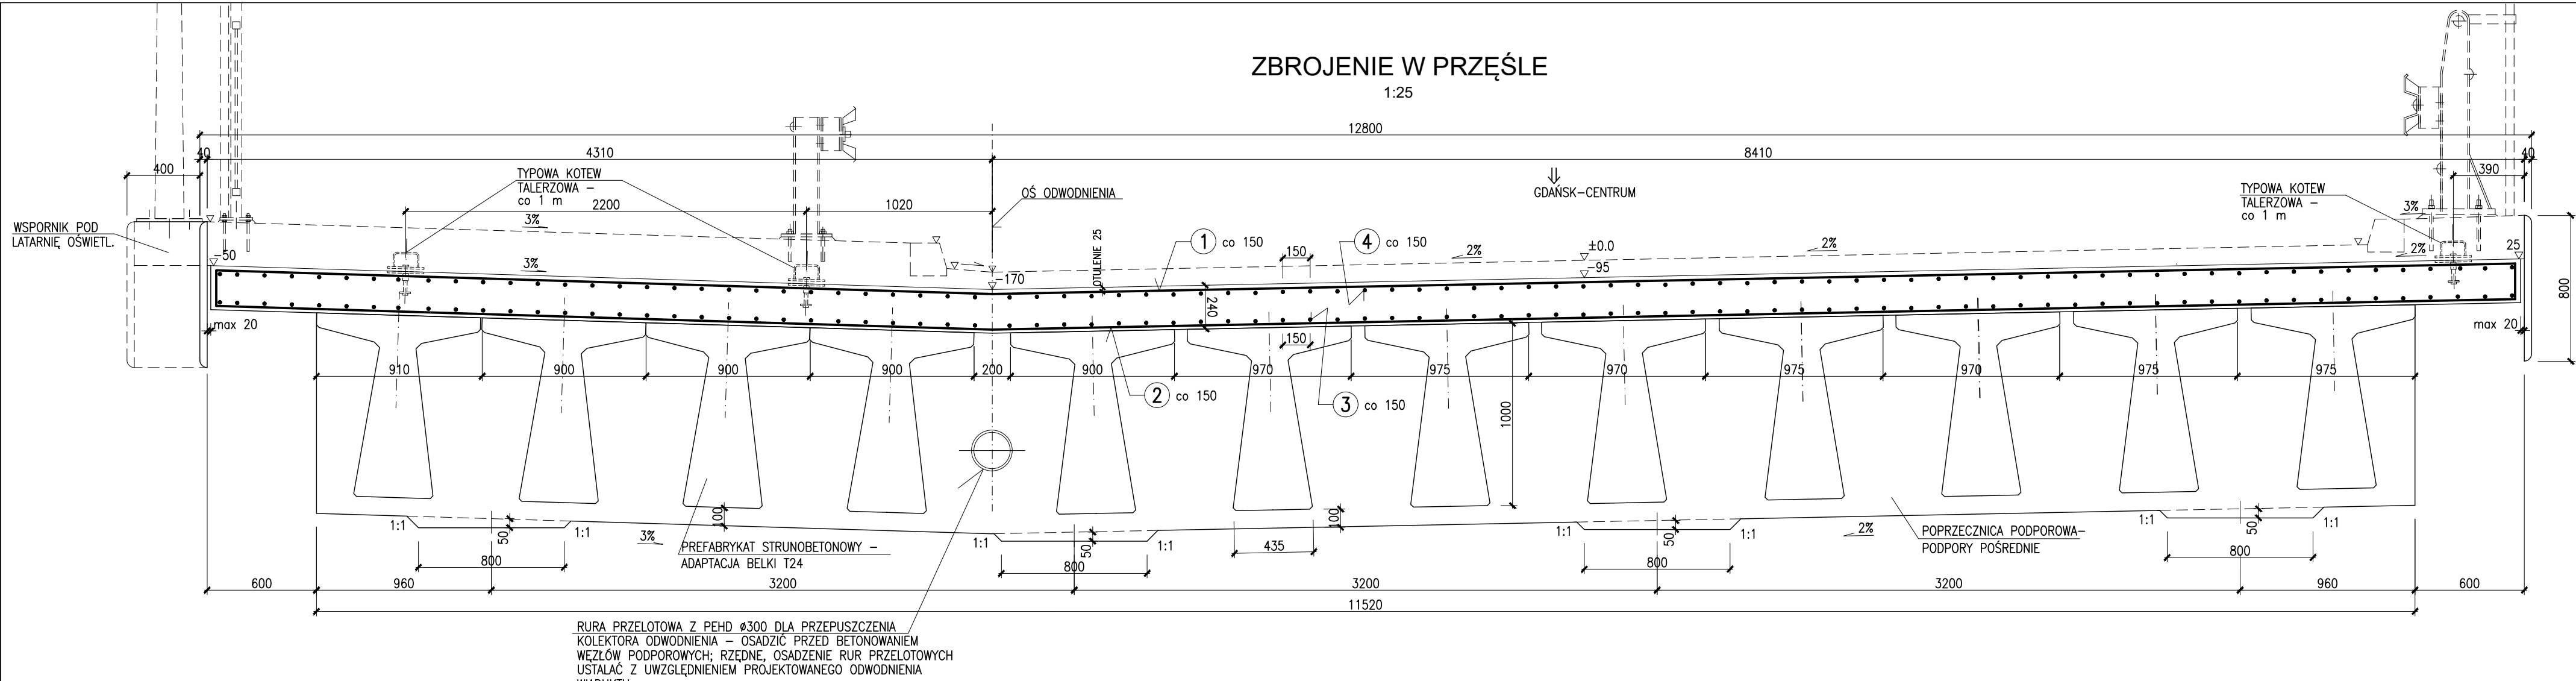 ZBROJENIE W PRZĘŚLE
1:25
12800
40
4310
8410
40
400
390
TYPOWA KOTEW
TALERZOWA –
co 1 m
2200
1020
OŚ ODWODNIENIA
GDAŃSK–CENTRUM
TYPOWA KOTEW
TALERZOWA –
co 1 m
WSPORNIK POD
LATARNIĘ OŚWIETL.
3%
3%
1 co 150
150
4 co 150
2%
±0.0
2%
2%
25
–50
3%
–170
OTULENIE 25
–95
240
800
max 20
150
max 20
910
900
900
900
200
900
970
975
970
975
970
975
975
2 co 150
3 co 150
1000
100
100
1:1
50
1:1
3%
1:1
50
1:1
1:1
50
1:1
2%
1:1
50
1:1
PREFABRYKAT STRUNOBETONOWY –
ADAPTACJA BELKI T24
435
POPRZECZNICA PODPOROWA–
PODPORY POŚREDNIE
800
800
800
800
600
960
3200
3200
3200
960
600
11520
RURA PRZELOTOWA Z PEHD Ø300 DLA PRZEPUSZCZENIA
KOLEKTORA ODWODNIENIA – OSADZIĆ PRZED BETONOWANIEM
WĘZŁÓW PODPOROWYCH; RZĘDNE, OSADZENIE RUR PRZELOTOWYCH
USTALAĆ Z UWZGLĘDNIENIEM PROJEKTOWANEGO ODWODNIENIA